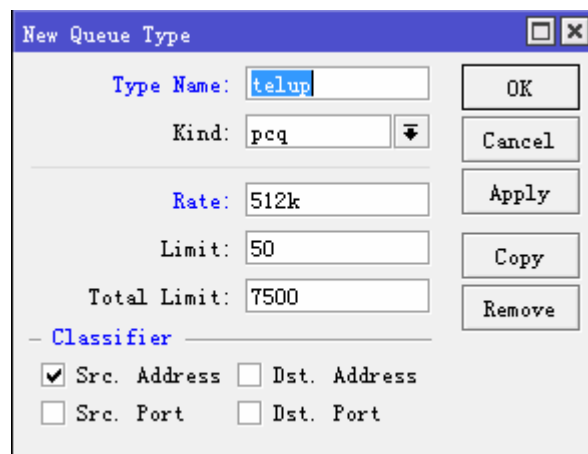 New Queue Type
Type Name: telup
OK
Kind: pcq
Cancel
Rate: 512k
Apply
Limit: 50
Copy
Total Limit: 7500
Remove
Classifier
Src. Address Dst. Address
Src. Port Dst. Port